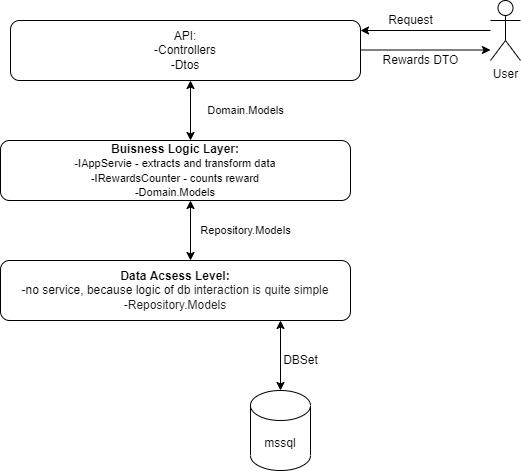 Request
API:
-Controllers
-Dtos
Rewards DTO
User
Domain.Models
Buisness Logic Layer:
-IAppServie - extracts and transform data
-IRewardsCounter - counts reward
-Domain.Models
Repository.Models
Data Acsess Level:
-no service, because logic of db interaction is quite simple
-Repository.Models
DBSet
mssql